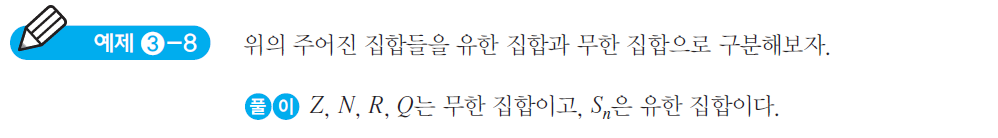 예제 3-8 위의 주어진 집합들을 유한 집합과 무한 집합으로 구분해보자.
풀이 Z, N, R, Q는 무한 집합이고, Sₙ은 유한 집합이다.